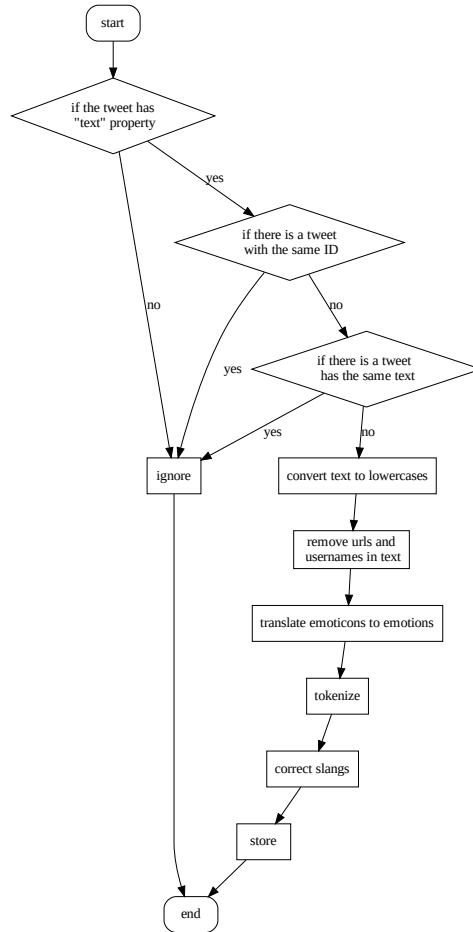 start
if the tweet has
"text" property
yes
if there is a tweet
with the same ID
no
no
if there is a tweet
has the same text
yes
yes
no
ignore
convert text to lowercases
remove urls and
usernames in text
translate emoticons to emotions
tokenize
correct slangs
store
end